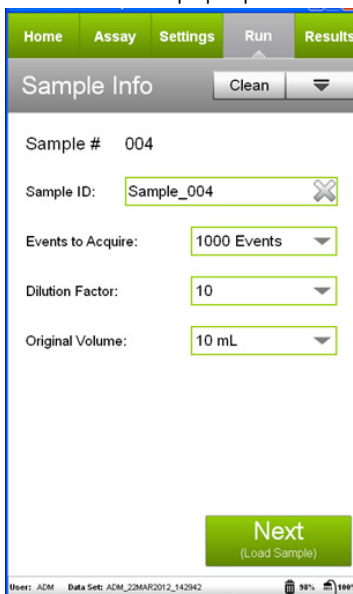 Home Assay Settings Run Results
Sample Info Clean
Sample # 004
Sample ID: Sample_004
Events to Acquire: 1000 Events
Dilution Factor: 10
Original Volume: 10 mL
Next
(Load Sample)
User: ADM Data Set: ADM_22MAR2012_142942 98% 100%